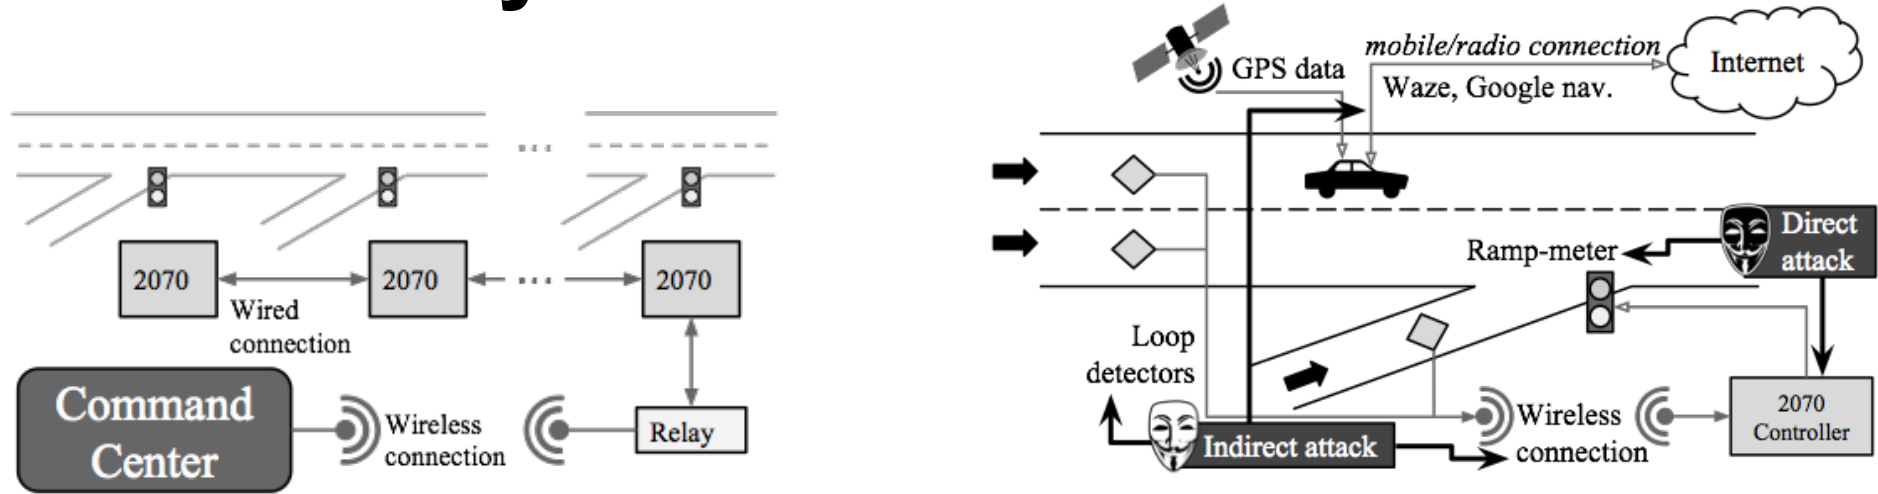 2070
2070
...
2070
Wired
connection
Command
Center
Wireless
connection
Relay
GPS data
mobile/radio connection
Waze, Google nav.
Internet
Direct
attack
Ramp-meter
Loop
detectors
Indirect attack
Wireless
connection
2070
Controller